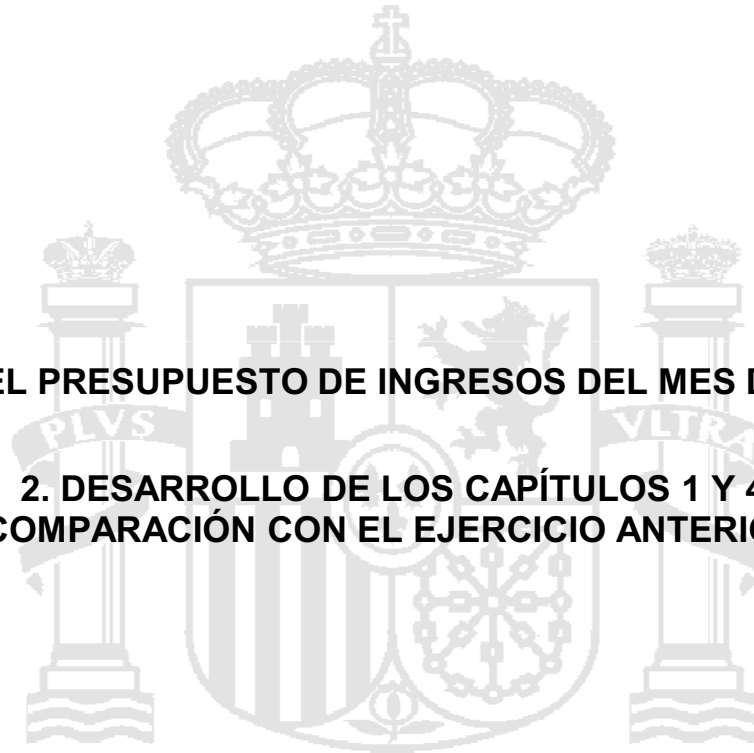 EL PRESUPUESTO DE INGRESOS DEL MES D
PLVS
VLTRA
2. DESARROLLO DE LOS CAPÍTULOS 1 Y 4
COMPARACIÓN CON EL EJERCICIO ANTERIO